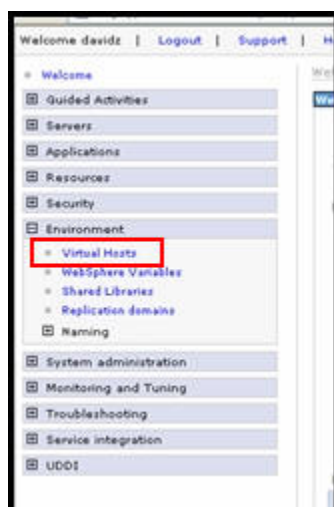 Welcome davidz | Logout | Support |
Welcome
Guided Activities
Servers
Applications
Resources
Security
Environment
Virtual Hosts
WebSphere Variables
Shared Libraries
Replication domains
Naming
System administration
Monitoring and Tuning
Troubleshooting
Service integration
UDDI